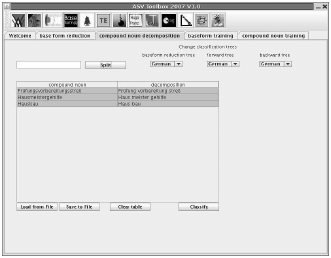 ASV Toolbox 2007 V1.0
TE
Welcome base form reduction compound noun decomposition baseform training compound noun training
Change classification trees
baseform reduction tree forward tree backward tree
Split German German German
compound noun decomposition
Prüfungsvorbereitungsstreß Prüfung vorbereitung streß
Hausmeistergehilfe Haus meister gehilfe
Hausbau Haus bau
Load from File Save to File Clear table Classify